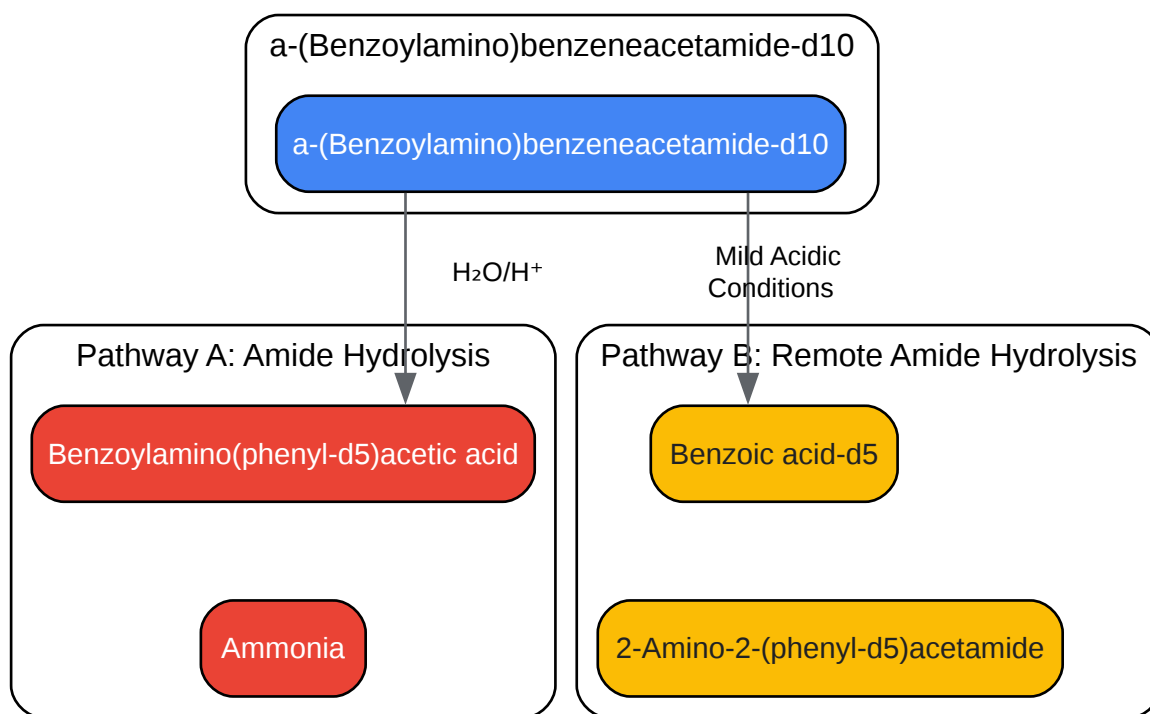 a-(Benzoylamino)benzeneacetamide-d10
a-(Benzoylamino)benzeneacetamide-d10
H₂O/H⁺
Mild Acidic
Conditions
Pathway A: Amide Hydrolysis
Benzoylamino(phenyl-d5)acetic acid
Ammonia
Pathway B: Remote Amide Hydrolysis
Benzoic acid-d5
2-Amino-2-(phenyl-d5)acetamide